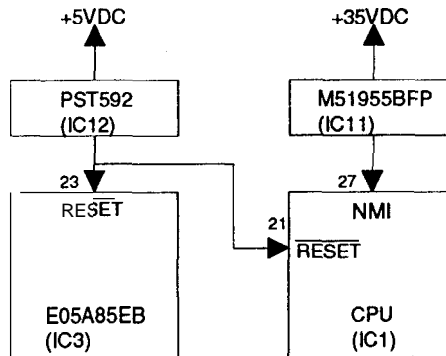 +5VDC
+35VDC
PST592
(IC12)
M51955BFP
(IC11)
23
27
RESET
NMI
21
RESET
E05A85EB
(IC3)
CPU
(IC1)